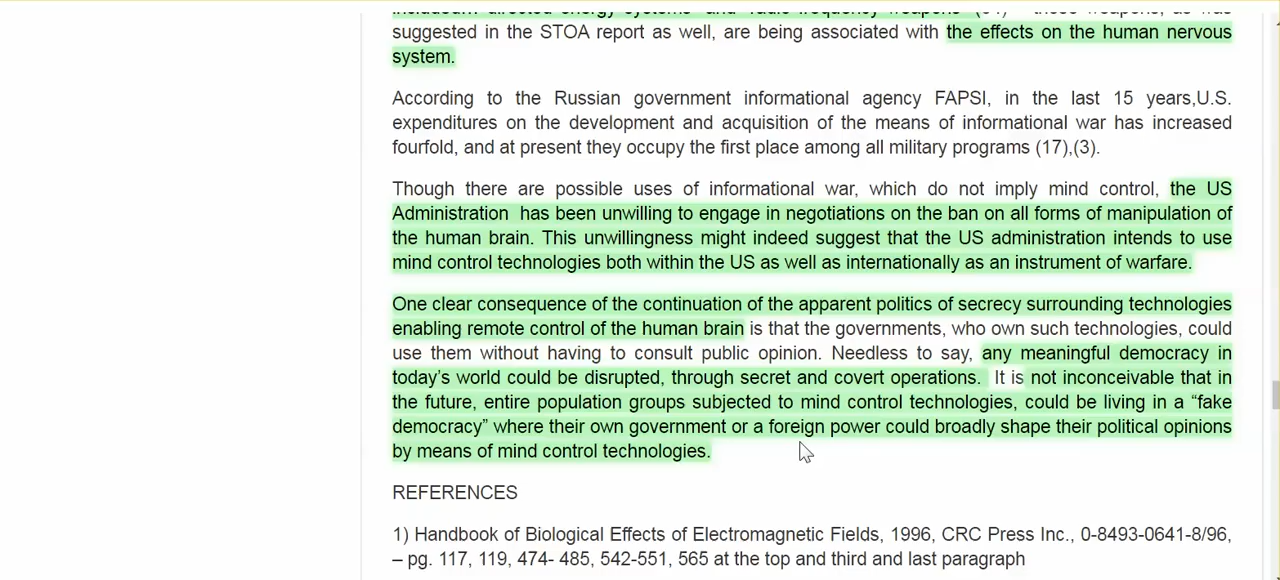 suggested in the STOA report as well, are being associated with the effects on the human nervous
system.
According to the Russian government informational agency FAPSI, in the last 15 years,U.S.
expenditures on the development and acquisition of the means of informational war has increased
fourfold, and at present they occupy the first place among all military programs (17),(3).
Though there are possible uses of informational war, which do not imply mind control, the US
Administration has been unwilling to engage in negotiations on the ban on all forms of manipulation of
the human brain. This unwillingness might indeed suggest that the US administration intends to use
mind control technologies both within the US as well as internationally as an instrument of warfare.
One clear consequence of the continuation of the apparent politics of secrecy surrounding technologies
enabling remote control of the human brain is that the governments, who own such technologies, could
use them without having to consult public opinion. Needless to say, any meaningful democracy in
today’s world could be disrupted, through secret and covert operations. It is not inconceivable that in
the future, entire population groups subjected to mind control technologies, could be living in a “fake
democracy” where their own government or a foreign power could broadly shape their political opinions
by means of mind control technologies.
REFERENCES
1) Handbook of Biological Effects of Electromagnetic Fields, 1996, CRC Press Inc., 0-8493-0641-8/96,
– pg. 117, 119, 474- 485, 542-551, 565 at the top and third and last paragraph